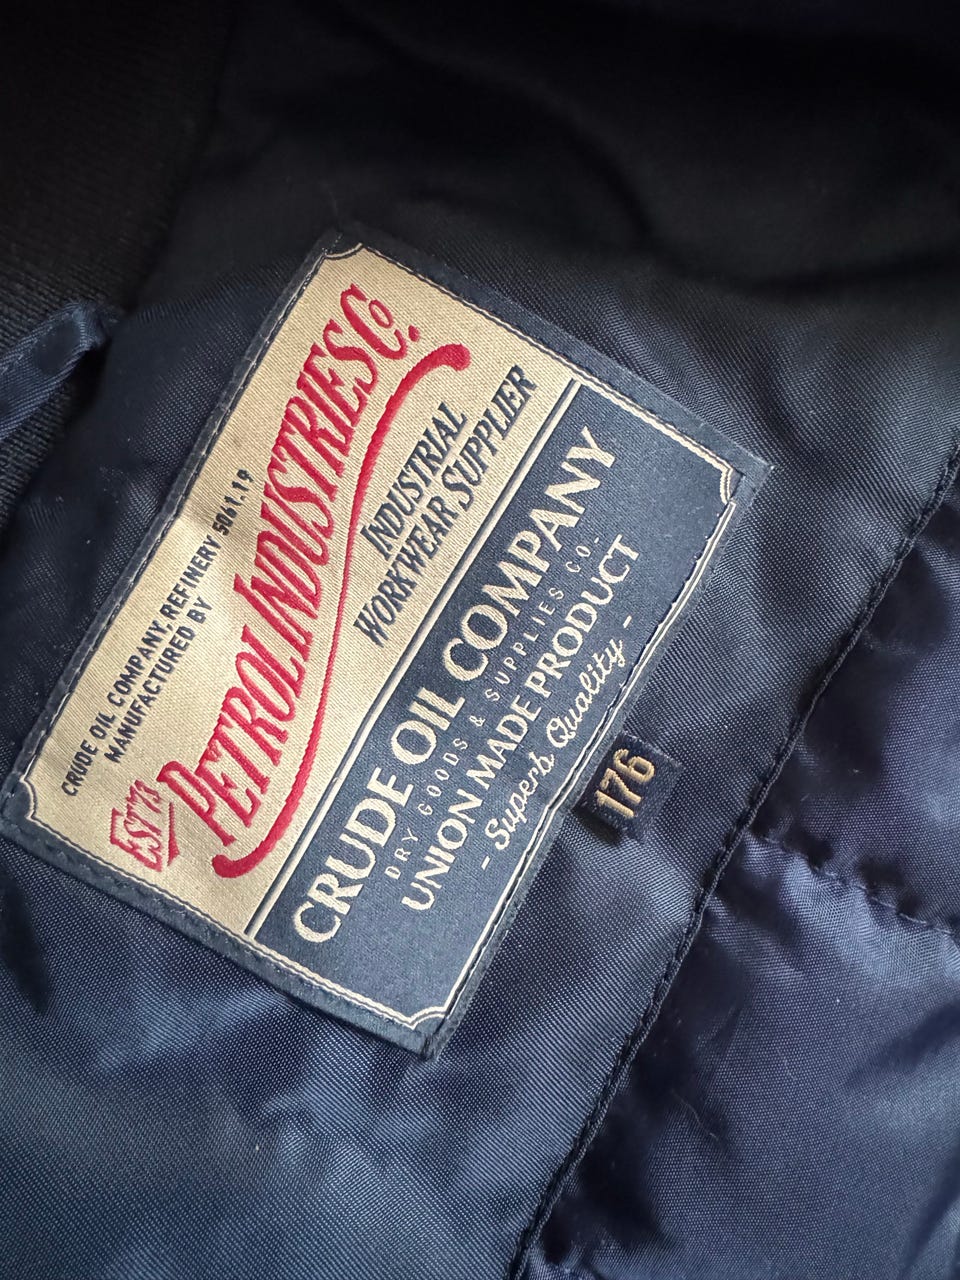 CRUDE OIL COMPANY, REFINERY 5061.19
MANUFACTURED BY
EST'73
PETROL INDUSTRIES Co.
INDUSTRIAL
WORKWEAR SUPPLIER
CRUDE OIL COMPANY
DRY GOODS & SUPPLIES CO-
UNION MADE PRODUCT
- Superb Quality -
176